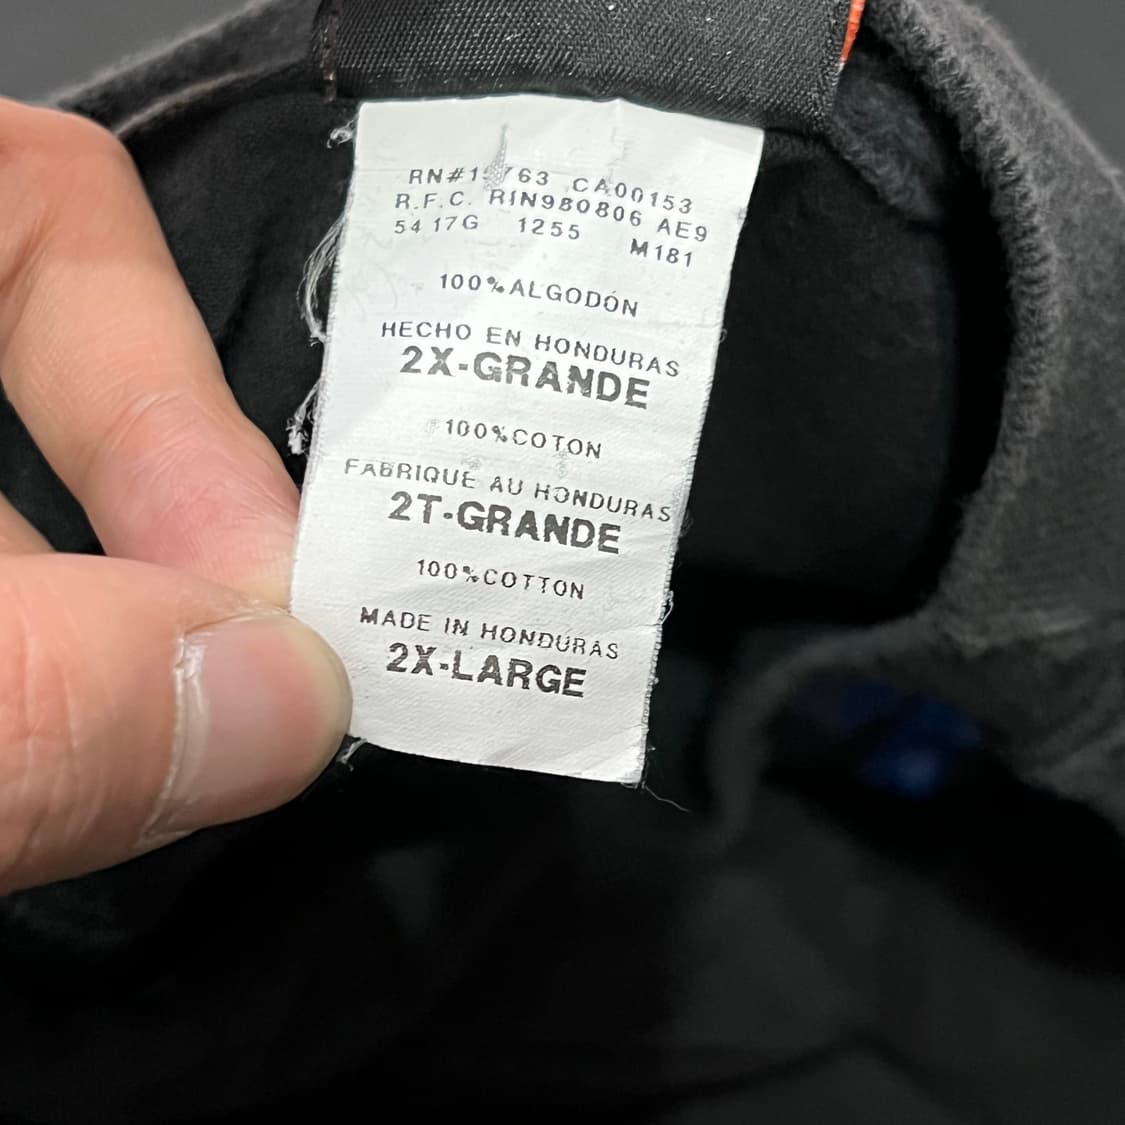 CA00153
R.F.C. RIN980806 AE9
54 17G 1255 M181
100%ALGODÓN
HECHO EN HONDURAS
2X-GRANDE
100%COTON
FABRIQUE AU HONDURAS
2T-GRANDE
100%COTTON
MADE IN HONDURAS
2X-LARGE